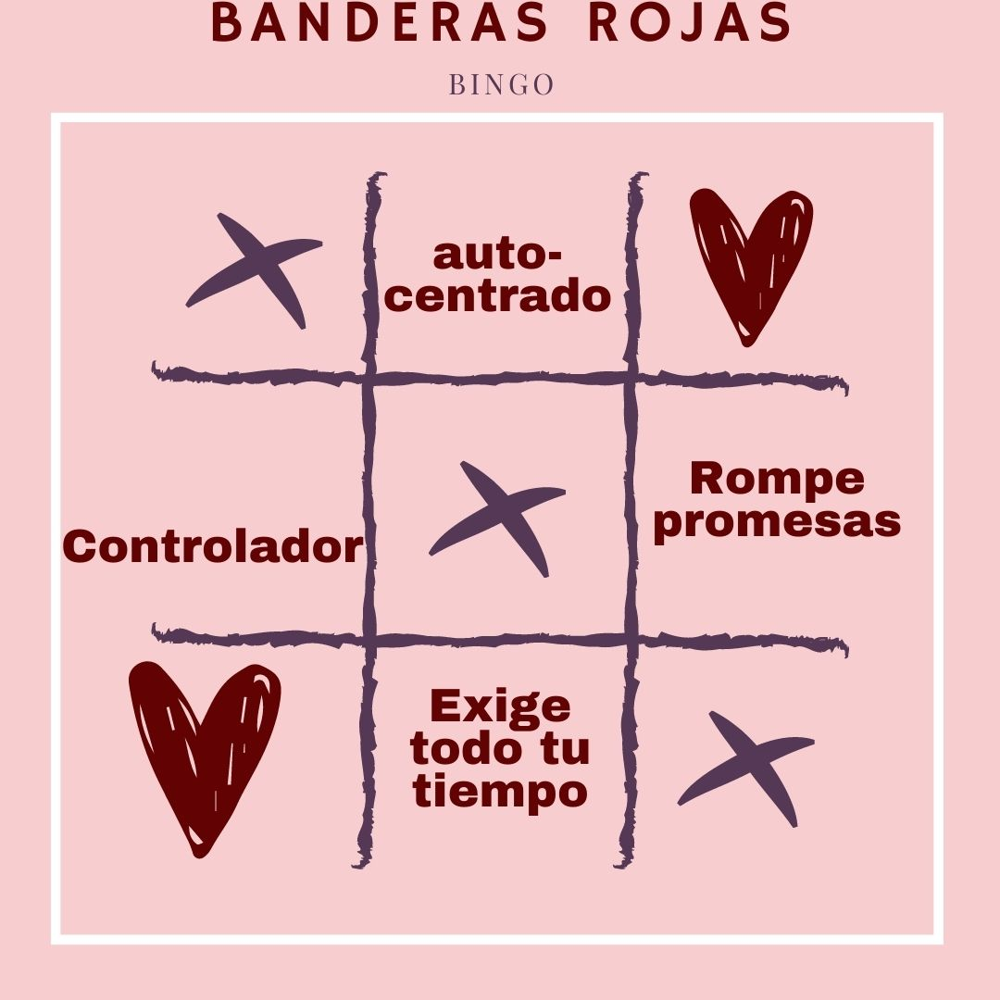 BANDERAS ROJAS
BINGO
auto-
centrado
Controlador
Rompe
promesas
Exige
todo tu
tiempo